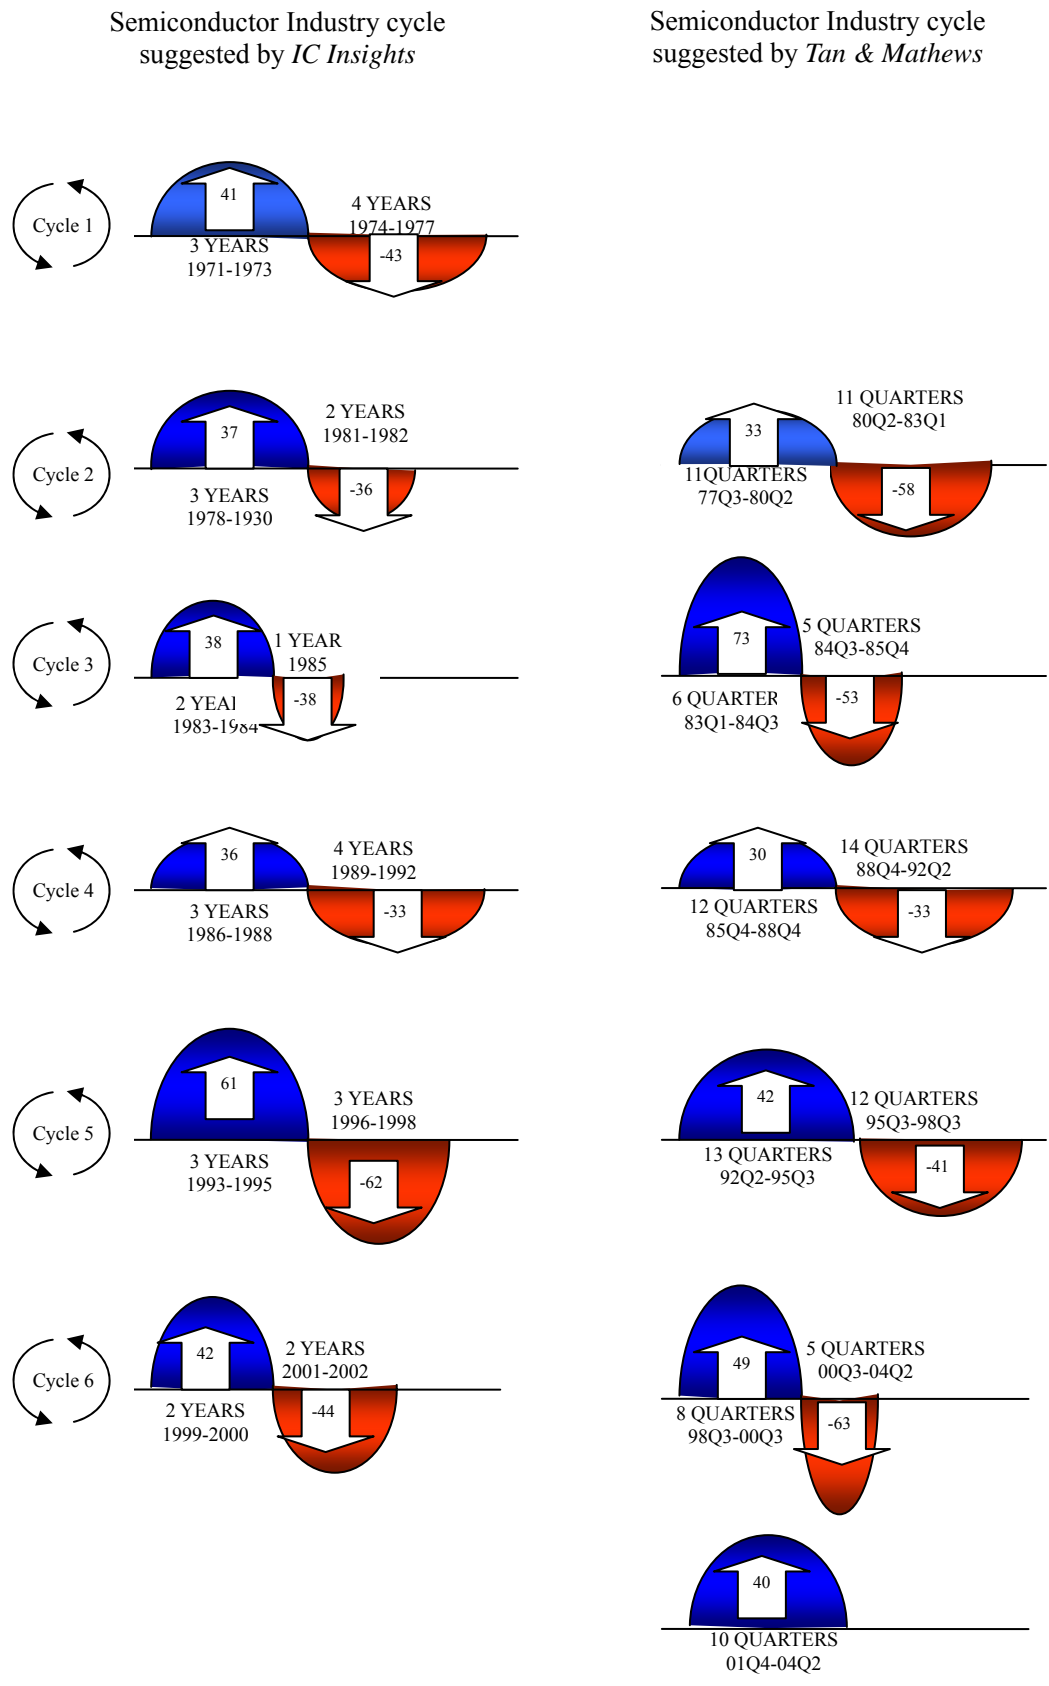 Semiconductor Industry cycle
suggested by IC Insights
Semiconductor Industry cycle
suggested by Tan & Mathews
Cycle 1
41
3 YEARS
1971-1973
4 YEARS
1974-1977
-43
Cycle 2
37
3 YEARS
1978-1930
2 YEARS
1981-1982
-36
33
11QUARTERS
77Q3-80Q2
11 QUARTERS
80Q2-83Q1
-58
Cycle 3
38
2 YEAR
1983-1984
1 YEAR
1985
-38
73
6 QUARTER
83Q1-84Q3
5 QUARTERS
84Q3-85Q4
-53
Cycle 4
36
3 YEARS
1986-1988
4 YEARS
1989-1992
-33
30
12 QUARTERS
85Q4-88Q4
14 QUARTERS
88Q4-92Q2
-33
Cycle 5
61
3 YEARS
1993-1995
3 YEARS
1996-1998
-62
42
13 QUARTERS
92Q2-95Q3
12 QUARTERS
95Q3-98Q3
-41
Cycle 6
42
2 YEARS
1999-2000
2 YEARS
2001-2002
-44
49
8 QUARTERS
98Q3-00Q3
5 QUARTERS
00Q3-04Q2
-63
40
10 QUARTERS
01Q4-04Q2